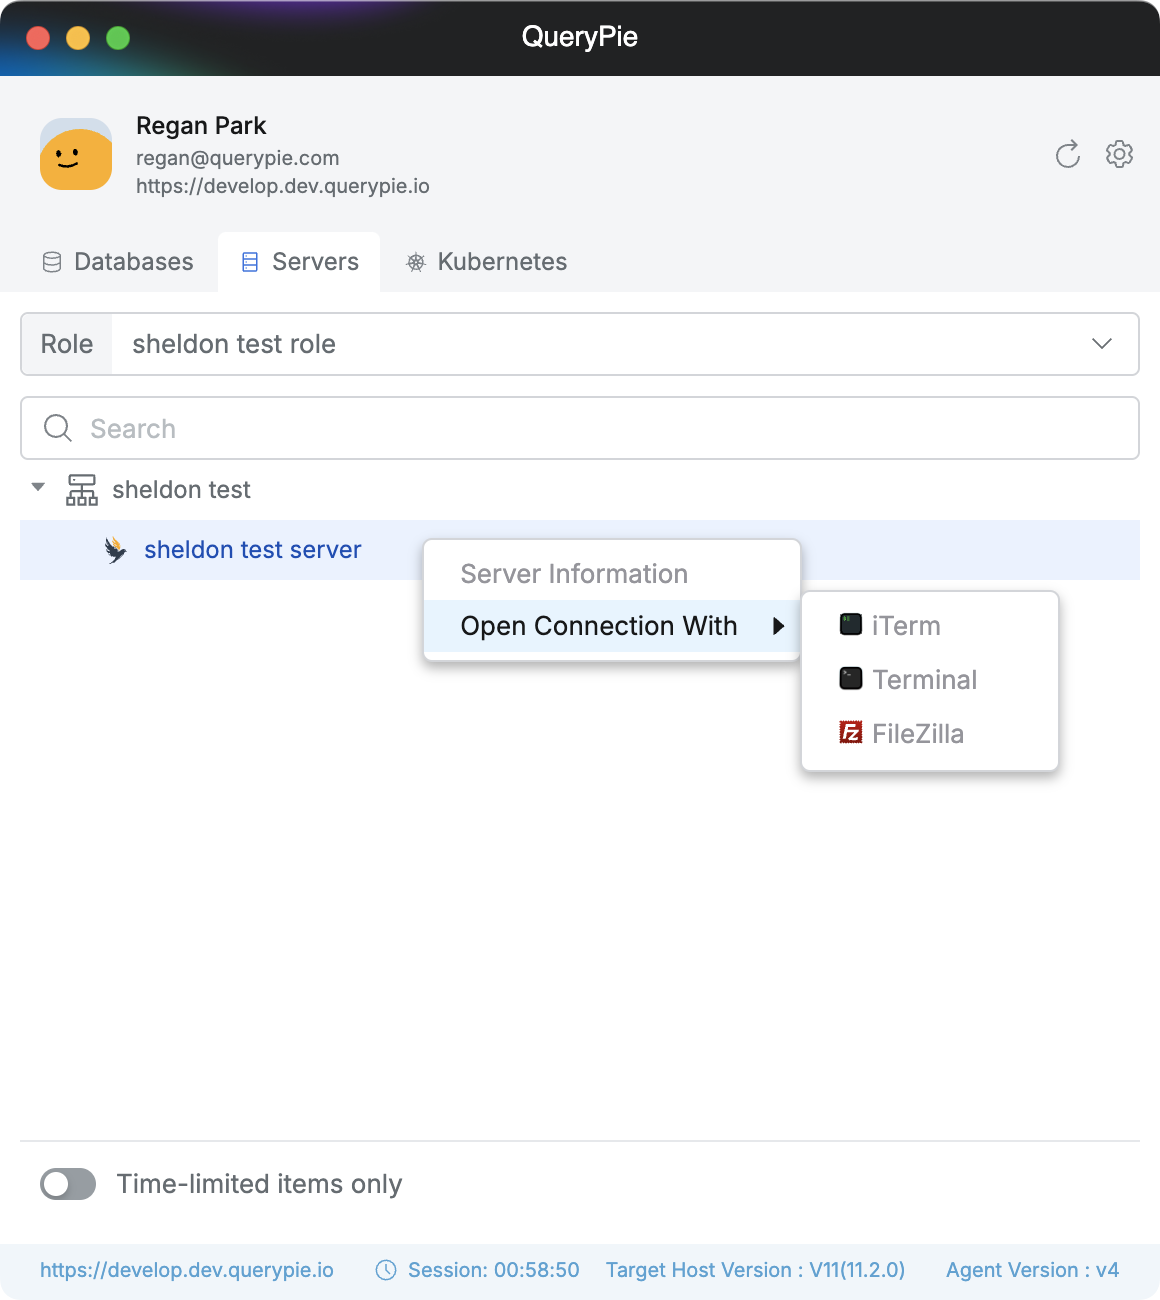 QueryPie
Regan Park
regan@querypie.com
https://develop.dev.querypie.io
Databases
Servers
Kubernetes
Role
sheldon test role
Search
sheldon test
sheldon test server
Server Information
Open Connection With
iTerm
Terminal
FileZilla
Time-limited items only
https://develop.dev.querypie.io
Session: 00:58:50
Target Host Version : V11(11.2.0)
Agent Version : v4